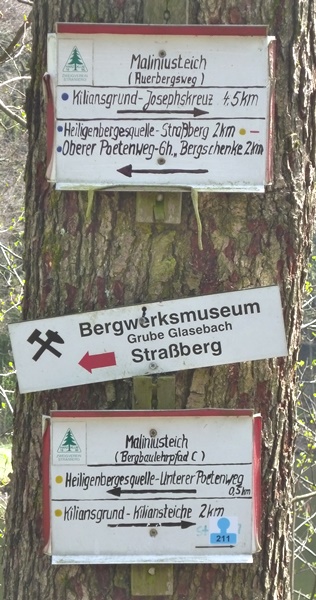 Maliniusteich
(Auerbergsweg)
Kiliansgrund-Josephskreuz 4,5km
Heiligenbergesquelle-Straßberg 2km
Oberer Poetenweg-Gh., Bergschenke 2km
Bergwerksmuseum
Grube Glasebach
Straßberg
Maliniusteich
(Bergbaulehrpfad C)
Heiligenbergesquelle-Unterer Poetenweg
0,5km
Kiliansgrund-Kiliansteiche 2km
211